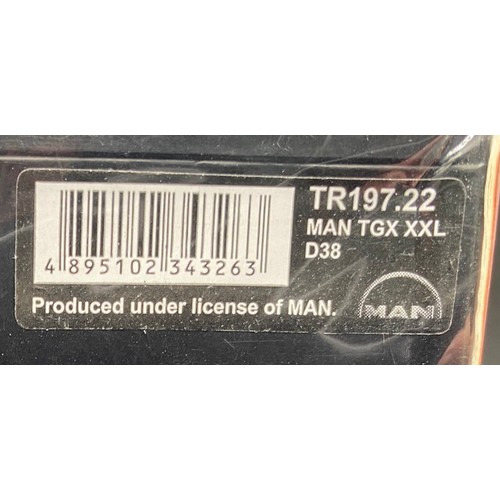 TR197.22
MAN TGX XXL
D38
4 895102 343263
Produced under license of MAN.
MAN